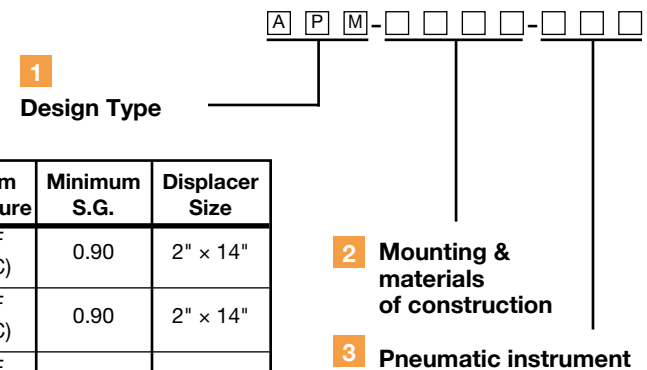 A P M - -
1
Design Type
Minimum Displacer
S.G. Size
0.90 2" × 14"
0.90 2" × 14"
2 Mounting &
materials
of construction
3 Pneumatic instrument